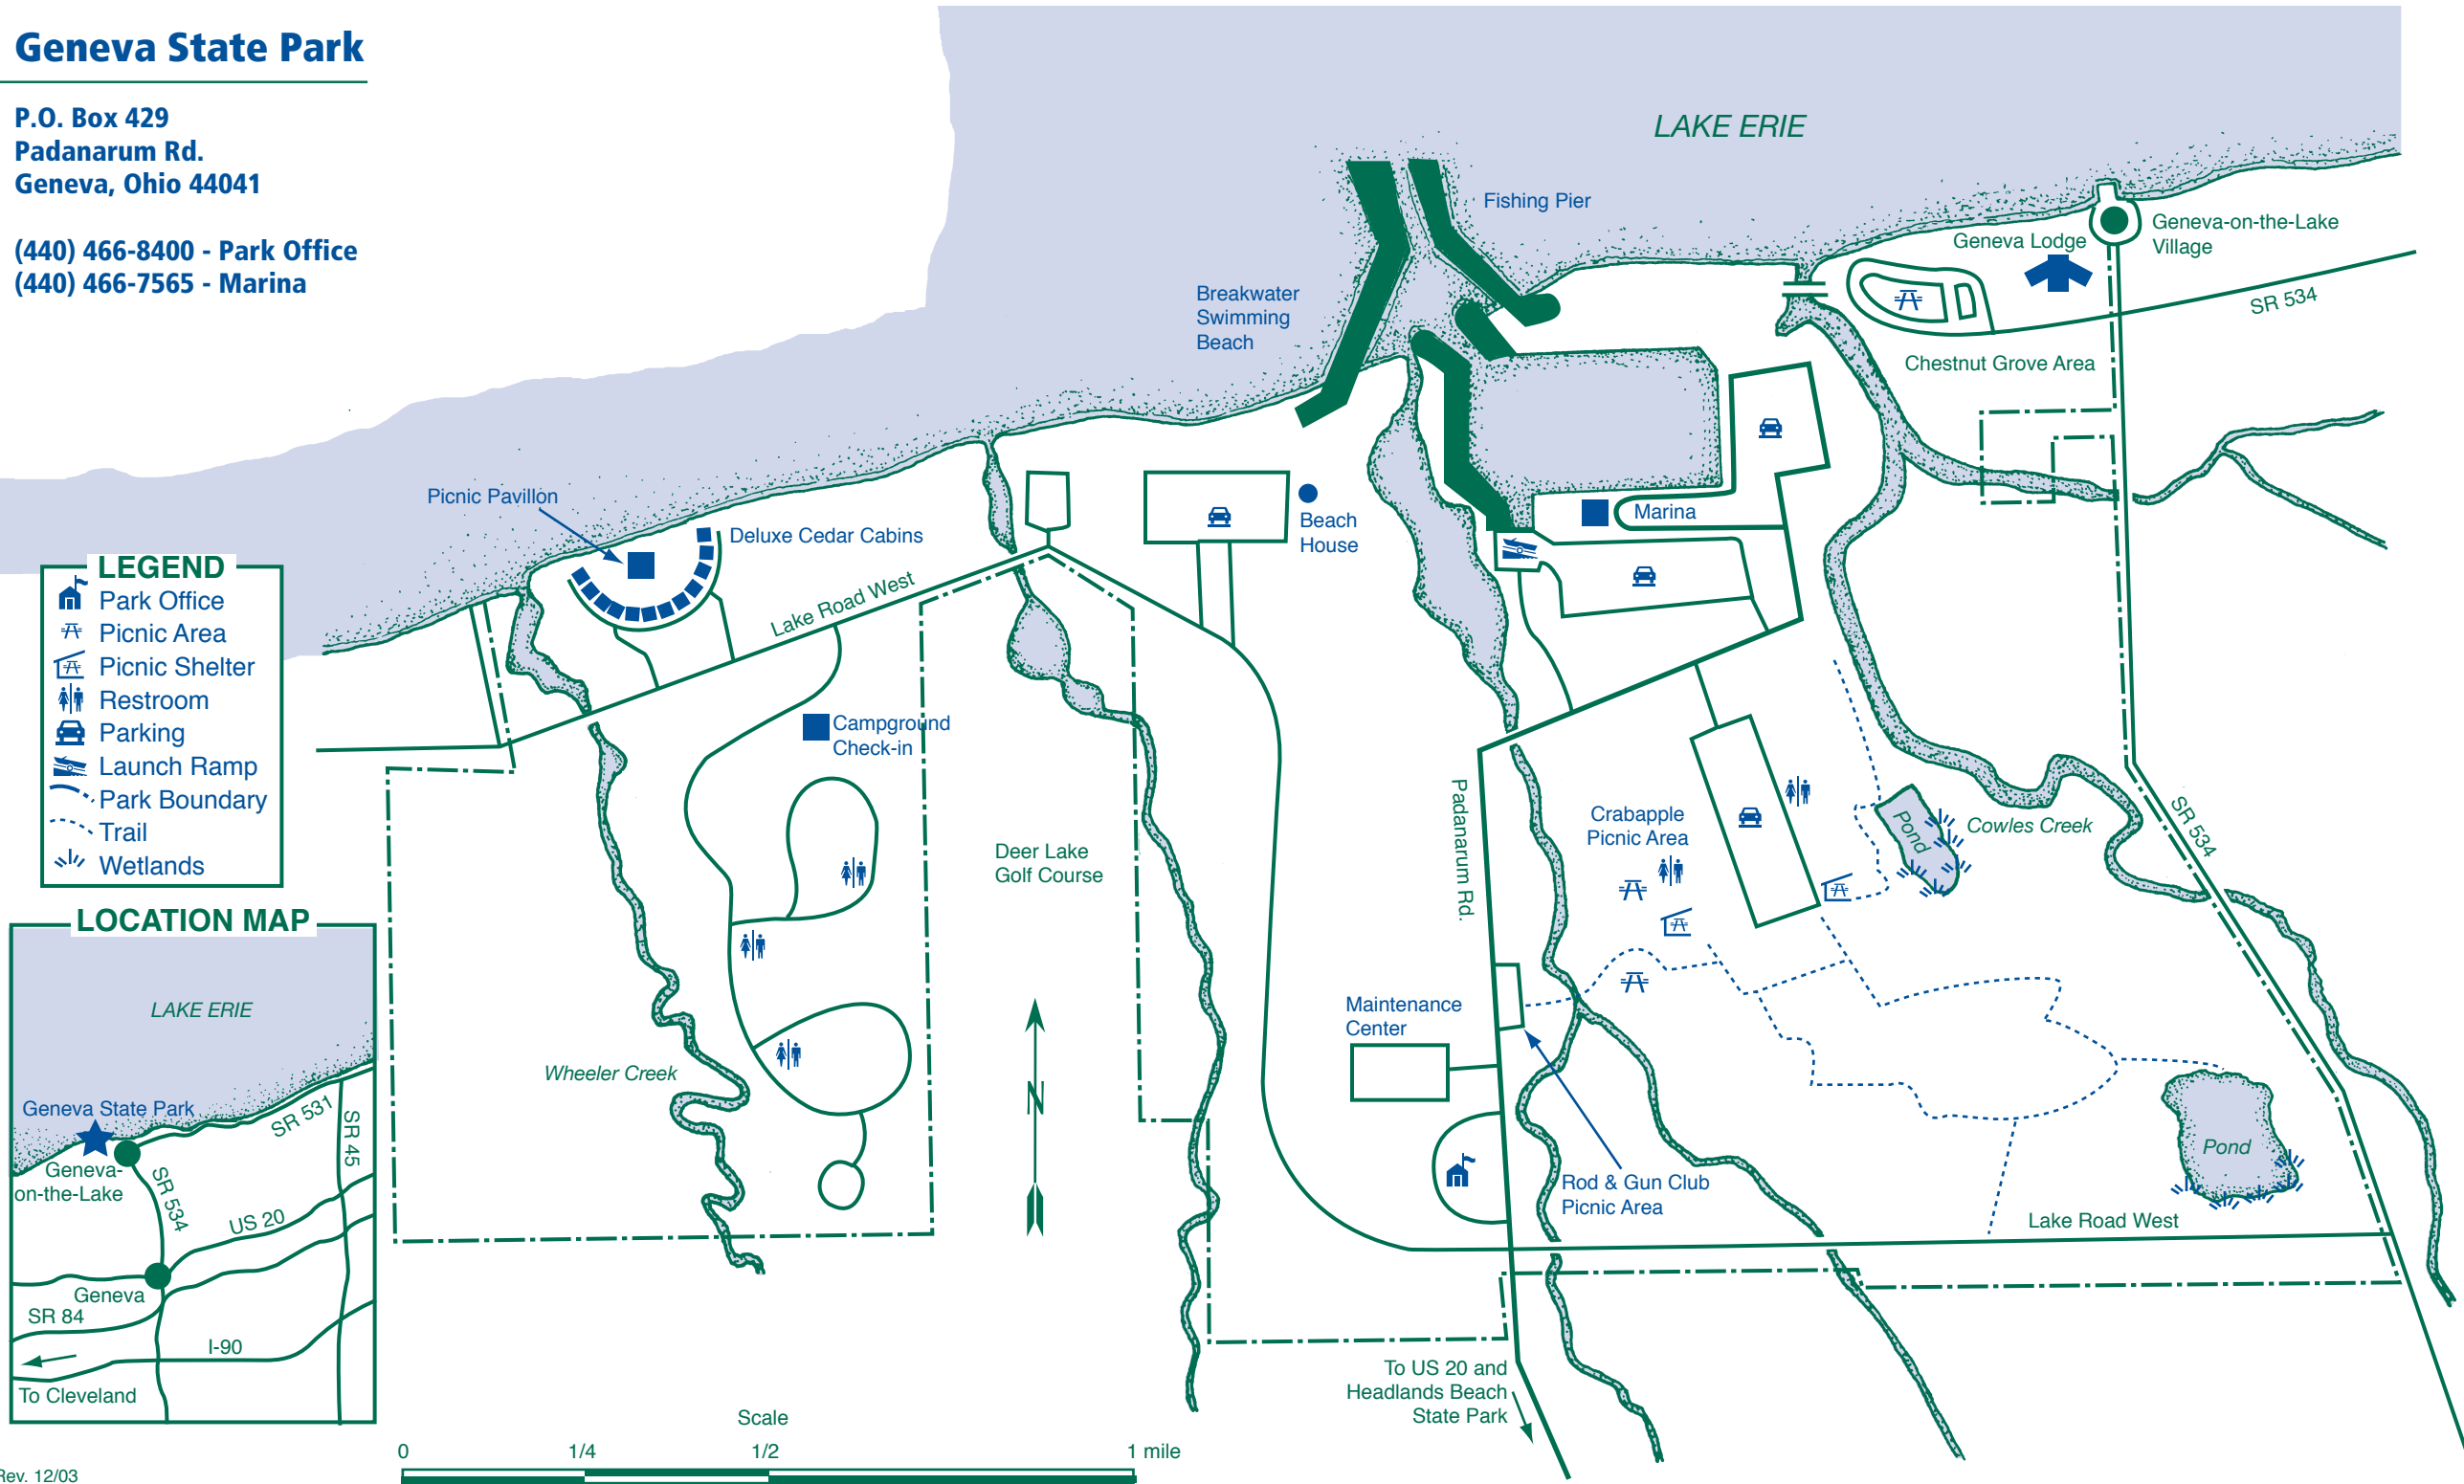 Geneva State Park
P.O. Box 429
Padanarum Rd.
Geneva, Ohio 44041
(440) 466-8400 - Park Office
(440) 466-7565 - Marina
LAKE ERIE
Fishing Pier
Breakwater
Swimming
Beach
Geneva Lodge
Geneva-on-the-Lake
Village
SR 534
Chestnut Grove Area
Picnic Pavillon
Deluxe Cedar Cabins
Lake Road West
Beach
House
Marina
Campground
Check-in
Deer Lake
Golf Course
Padanarum Rd.
Crabapple
Picnic Area
Pond
Cowles Creek
SR 534
Maintenance
Center
Wheeler Creek
N
Rod & Gun Club
Picnic Area
Pond
Lake Road West
To US 20 and
Headlands Beach
State Park
LEGEND
Park Office
Picnic Area
Picnic Shelter
Restroom
Parking
Launch Ramp
Park Boundary
Trail
Wetlands
LOCATION MAP
LAKE ERIE
Geneva State Park
SR 531
SR 45
Geneva-
on-the-Lake
SR 534
US 20
Geneva
SR 84
I-90
To Cleveland
Scale
0 1/4 1/2 1 mile
Rev. 12/03